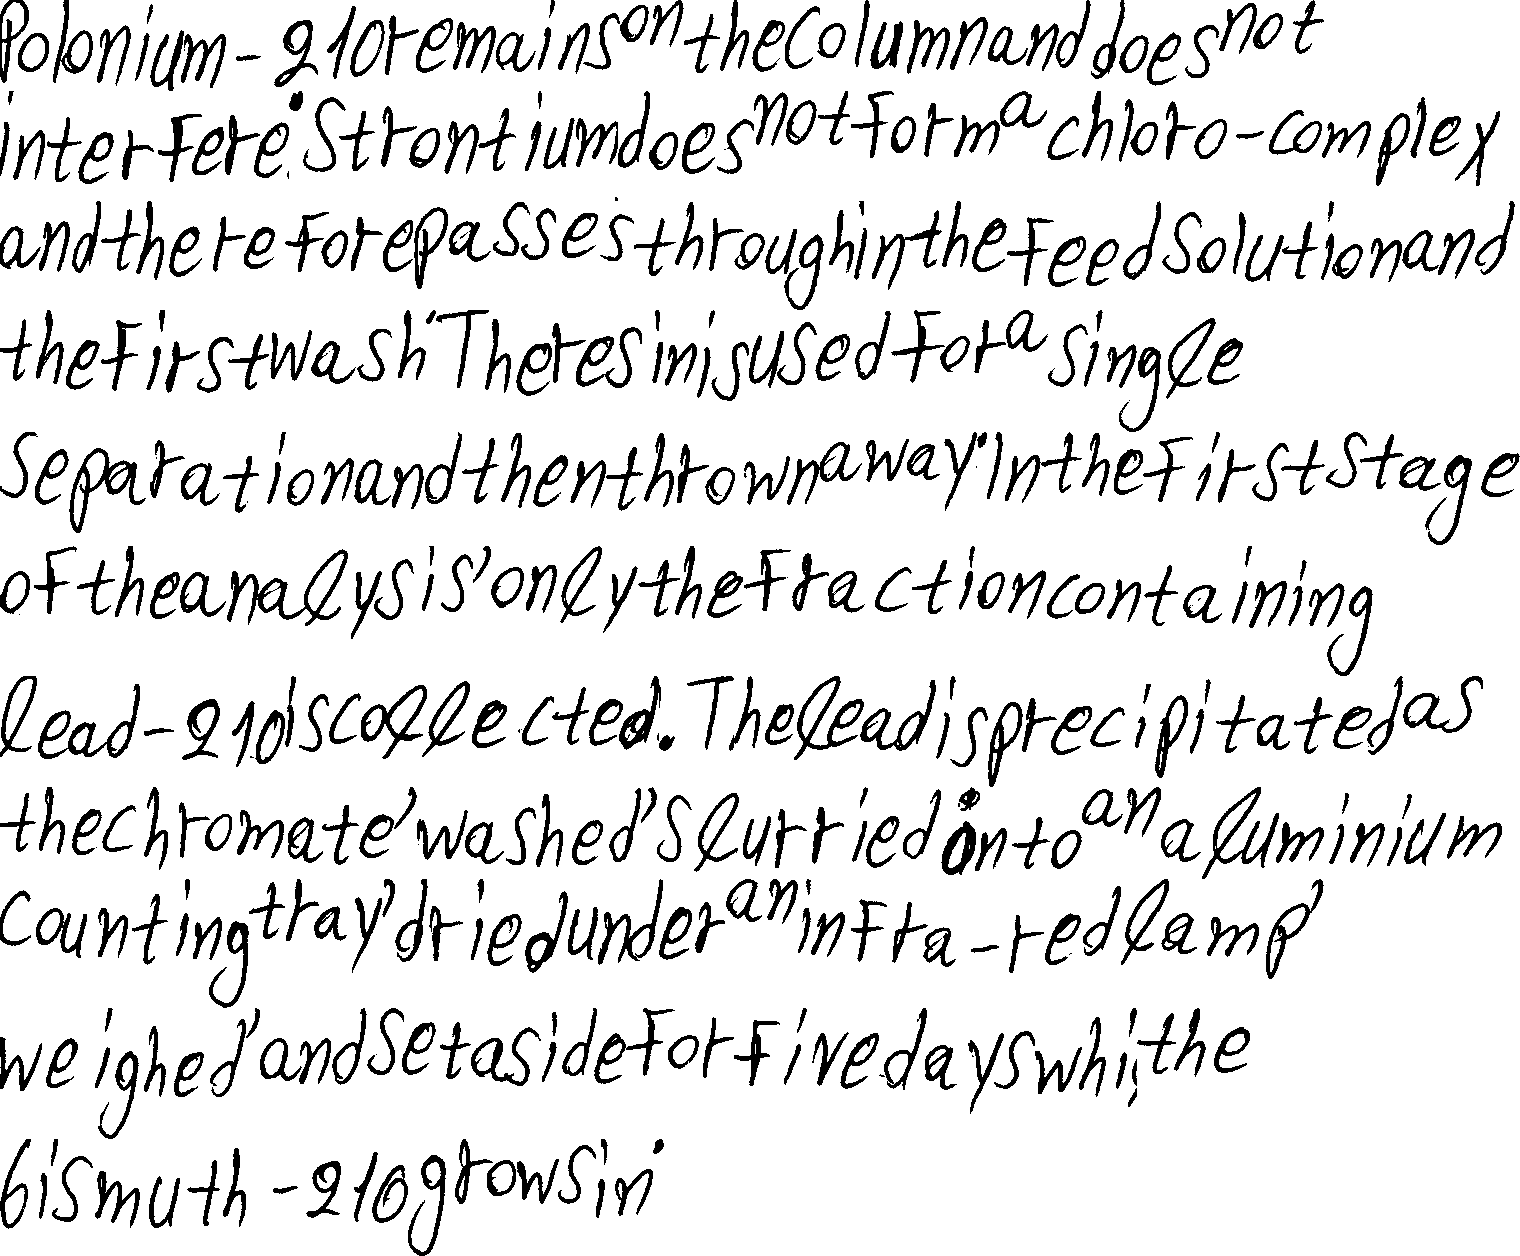 Polonium-210 remains on the column and does not
interfere. Strontium does not form a chloro-complex
and therefore passes through in the feed solution and
the first wash. The resin is used for a single
separation and then thrown away. In the first stage
of the analysis, only the fraction containing
lead-210 is collected. The lead is precipitated as
the chromate, washed, slurried onto an aluminium
counting tray, dried under an infra-red lamp,
weighed, and set aside for five days whi, the
bismuth-210 grows in.